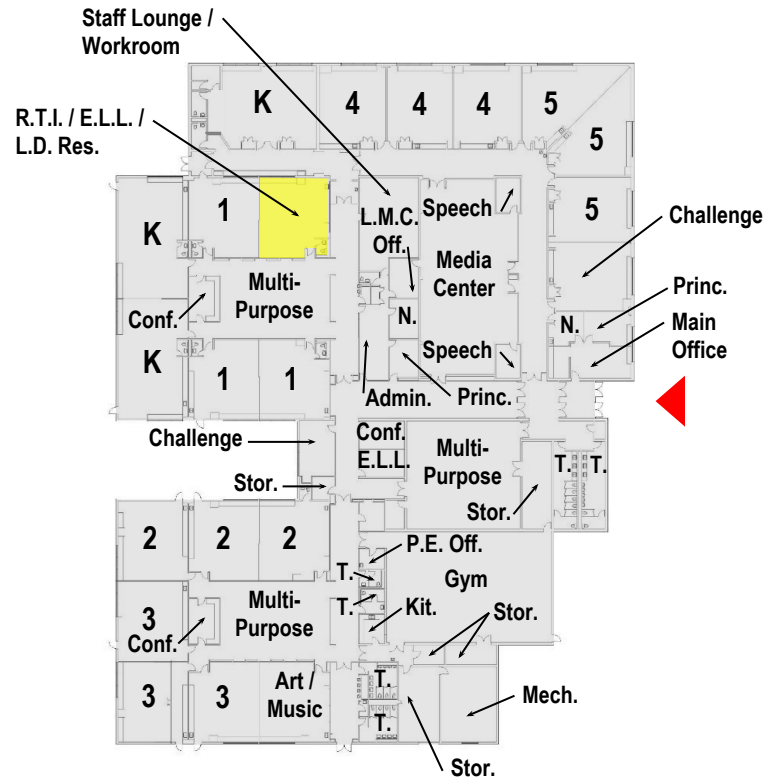 Staff Lounge /
Workroom
K
4
4
4
5
5
R.T.I. / E.L.L. /
L.D. Res.
1
K
Speech
L.M.C.
Off.
5
Challenge
Media
Center
Multi-
Purpose
Conf.
N.
Princ.
N.
Main
Office
K
1
1
Speech
Admin.
Princ.
Challenge
Conf.
E.L.L.
Multi-
Purpose
T.
T.
Stor.
Stor.
2
2
2
P.E. Off.
T.
Gym
T.
Kit.
3
Multi-
Purpose
Conf.
Stor.
3
3
Art /
Music
T.
T.
Mech.
Stor.